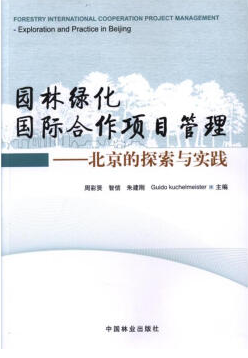 FORESTRY INTERNATIONAL COOPERATION PROJECT MANAGEMENT
- Exploration and Practice in Beijing
园林绿化
国际合作项目管理
——北京的探索与实践
周彩贤 智信 朱建刚 Guido kuchelmeister ※ 主编
中国林业出版社